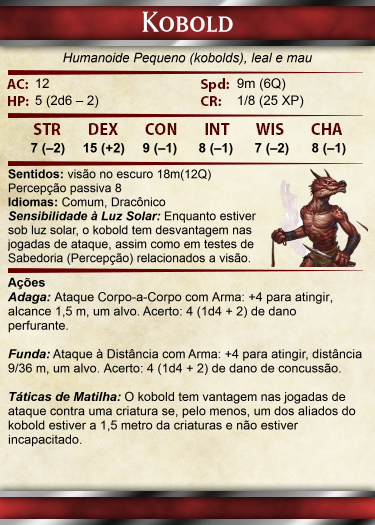 KOBOLD
Humanoide Pequeno (kobolds), leal e mau
AC: 12 Spd: 9m (6Q)
HP: 5 (2d6 – 2) CR: 1/8 (25 XP)
STR DEX CON INT WIS CHA
7 (–2) 15 (+2) 9 (–1) 8 (–1) 7 (–2) 8 (–1)
Sentidos: visão no escuro 18m(12Q)
Percepção passiva 8
Idiomas: Comum, Dracônico
Sensibilidade à Luz Solar: Enquanto estiver
sob luz solar, o kobold tem desvantagem nas
jogadas de ataque, assim como em testes de
Sabedoria (Percepção) relacionados a visão.
Ações
Adaga: Ataque Corpo-a-Corpo com Arma: +4 para atingir,
alcance 1,5 m, um alvo. Acerto: 4 (1d4 + 2) de dano
perfurante.
Funda: Ataque à Distância com Arma: +4 para atingir, distância
9/36 m, um alvo. Acerto: 4 (1d4 + 2) de dano de concussão.
Táticas de Matilha: O kobold tem vantagem nas jogadas de
ataque contra uma criatura se, pelo menos, um dos aliados do
kobold estiver a 1,5 metro da criaturas e não estiver
incapacitado.